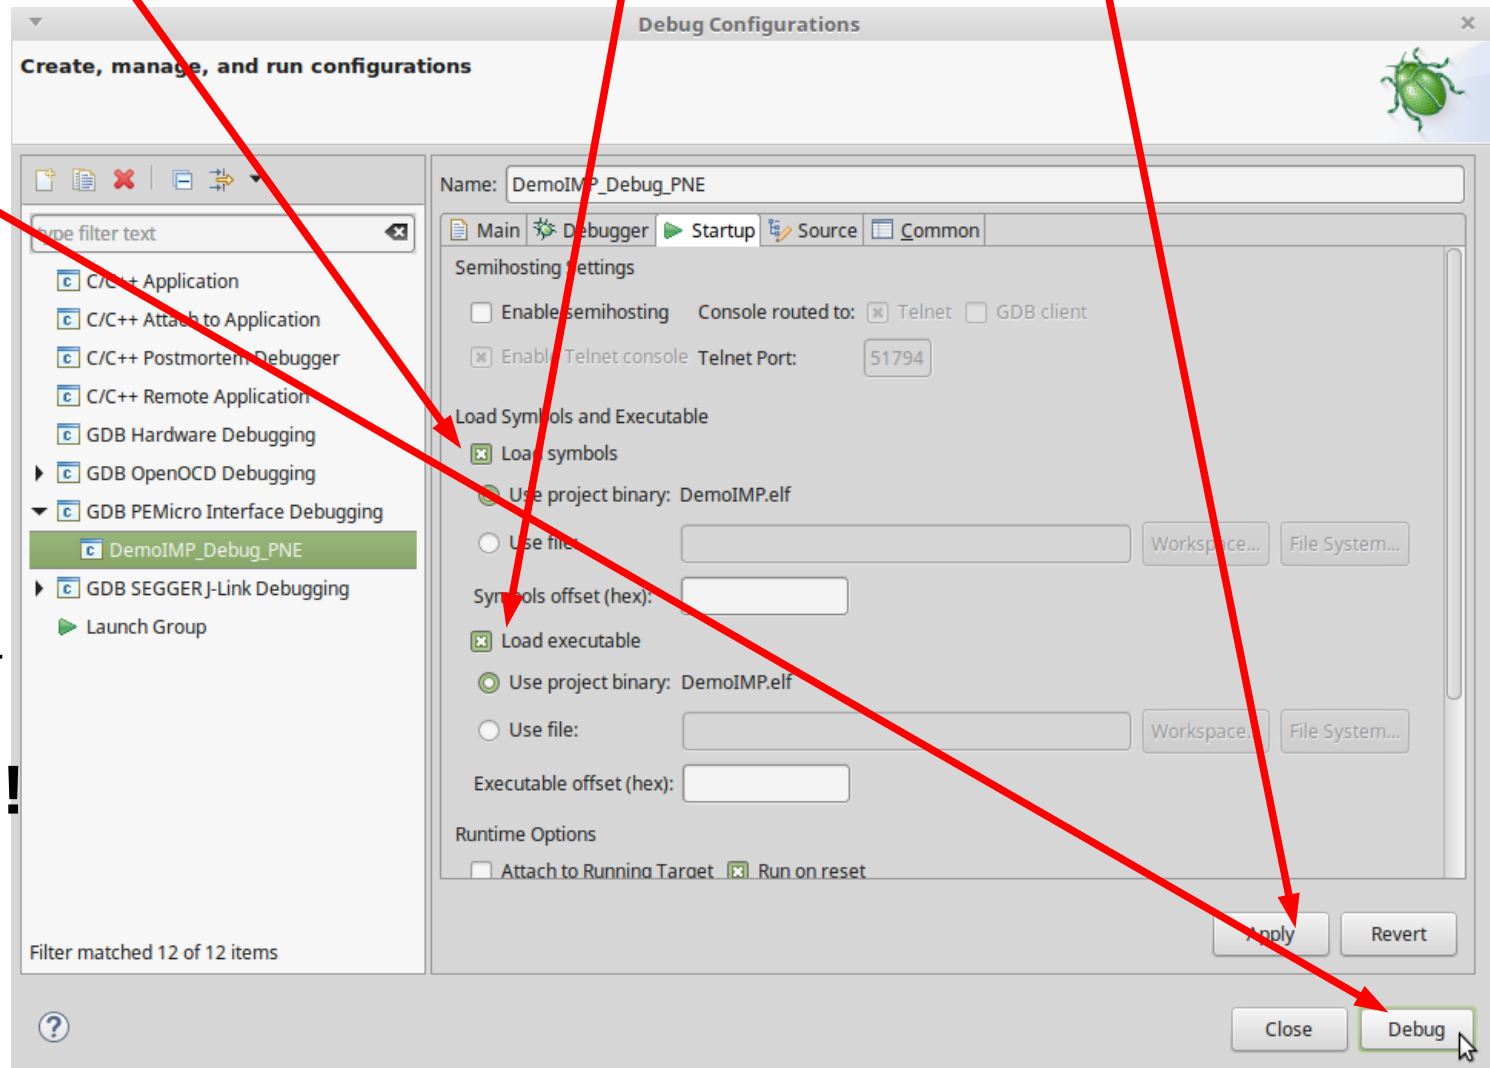 Debug Configurations
Create, manage, and run configurations
type filter text
C/C++ Application
C/C++ Attach to Application
C/C++ Postmortem Debugger
C/C++ Remote Application
GDB Hardware Debugging
GDB OpenOCD Debugging
GDB PEMicro Interface Debugging
DemoIMP_Debug_PNE
GDB SEGGER J-Link Debugging
Launch Group
Filter matched 12 of 12 items
Name: DemoIMP_Debug_PNE
Main Debugger Startup Source Common
Semihosting Settings
Enable semihosting Console routed to: Telnet GDB client
Enable Telnet console Telnet Port: 51794
Load Symbols and Executable
Load symbols
Use project binary: DemoIMP.elf
Use file: Workspace... File System...
Symbols offset (hex):
Load executable
Use project binary: DemoIMP.elf
Use file: Workspace... File System...
Executable offset (hex):
Runtime Options
Attach to Running Target Run on reset
Apply Revert
Close Debug
!